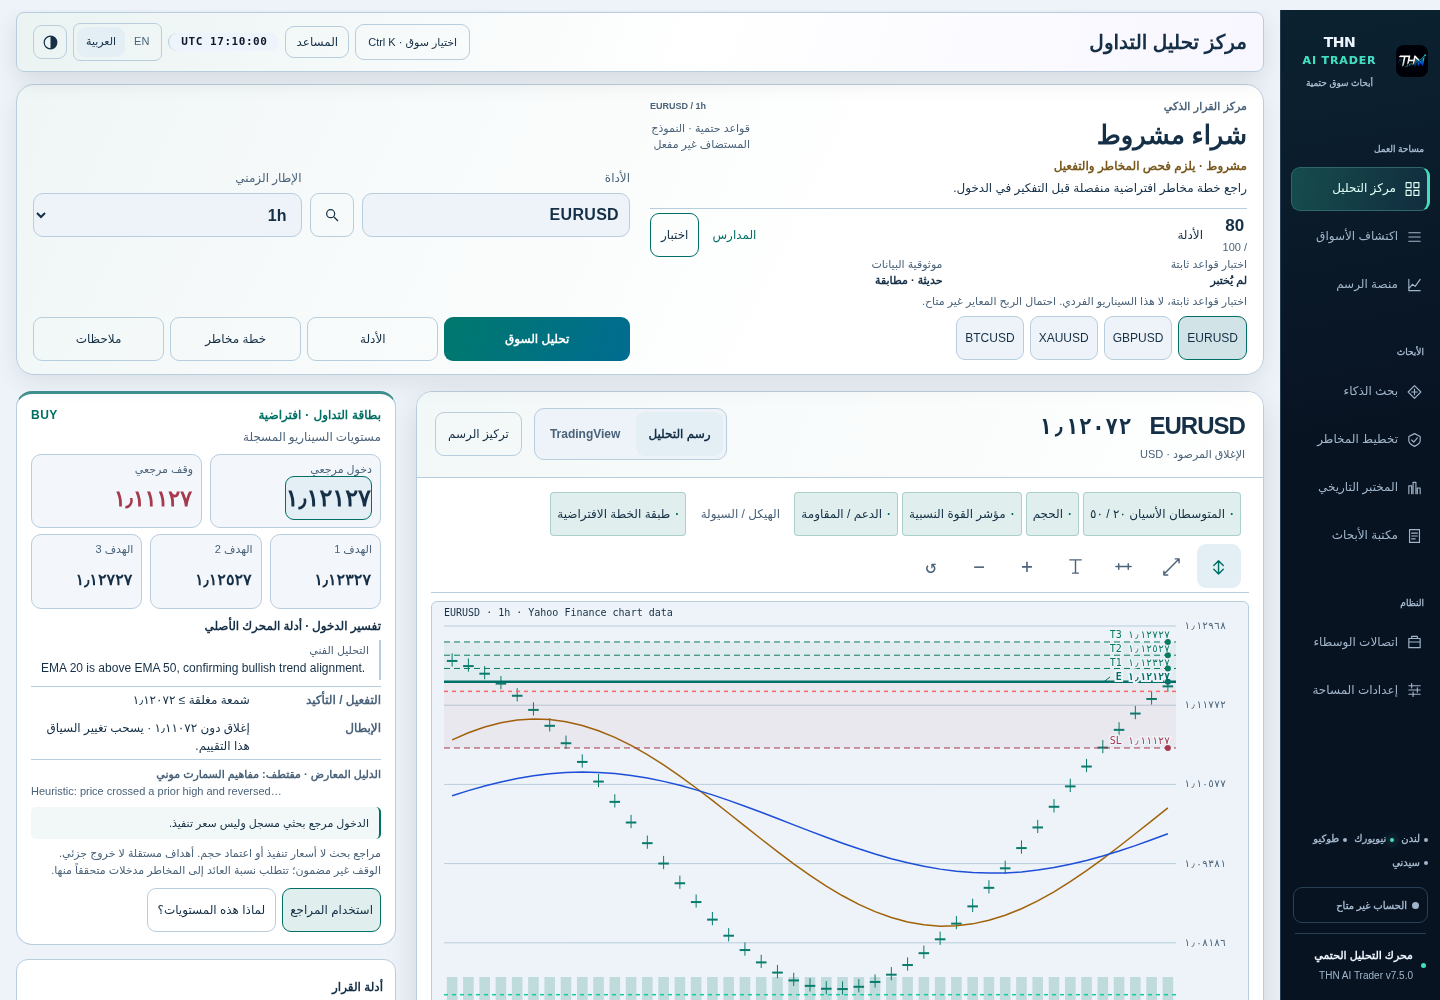 THN
AI TRADER
أبحاث سوق حتمية
مساحة العمل
مركز التحليل
اكتشاف الأسواق
منصة الرسم
الأبحاث
بحث الذكاء
تخطيط المخاطر
المختبر التاريخي
مكتبة الأبحاث
النظام
اتصالات الوسطاء
إعدادات المساحة
لندن نيويورك طوكيو
سيدني
الحساب غير متاح
محرك التحليل الحتمي
THN AI Trader v7.5.0
مركز تحليل التداول
اختيار سوق · Ctrl K
المساعد
UTC 17:10:00
EN
العربية
مركز القرار الذكي
EURUSD / 1h
شراء مشروط
قواعد حتمية · النموذج
المستضاف غير مفعل
مشروط · يلزم فحص المخاطر والتفعيل
راجع خطة مخاطر افتراضية منفصلة قبل التفكير في الدخول.
80
/ 100
الأدلة
المدارس
اختبار
اختبار قواعد ثابتة
لم يُختبر
موثوقية البيانات
حديثة · مطابقة
اختبار قواعد ثابتة، لا هذا السيناريو الفردي. احتمال الربح المعاير غير متاح.
EURUSD
GBPUSD
XAUUSD
BTCUSD
الأداة
EURUSD
الإطار الزمني
1h
تحليل السوق
الأدلة
خطة مخاطر
ملاحظات
EURUSD ١٫١٢٠٧٢
الإغلاق المرصود · USD
رسم التحليل
TradingView
تركيز الرسم
· المتوسطان الأسيان ٢٠ / ٥٠
· الحجم
· مؤشر القوة النسبية
· الدعم / المقاومة
الهيكل / السيولة
· طبقة الخطة الافتراضية
EURUSD · 1h · Yahoo Finance chart data
١٫١٢٩٦٨
T3 ١٫١٢٧٢٧
T2 ١٫١٢٥٢٧
T1 ١٫١٢٣٢٧
E ١٫١٢١٢٧
١٫١١٧٧٢
SL ١٫١١١٢٧
١٫١٠٥٧٧
١٫٠٩٣٨١
١٫٠٨١٨٦
بطاقة التداول · افتراضية
BUY
مستويات السيناريو المسجلة
دخول مرجعي
١٫١٢١٢٧
وقف مرجعي
١٫١١١٢٧
الهدف 1
١٫١٢٣٢٧
الهدف 2
١٫١٢٥٢٧
الهدف 3
١٫١٢٧٢٧
تفسير الدخول · أدلة المحرك الأصلي
التحليل الفني
EMA 20 is above EMA 50, confirming bullish trend alignment.
التفعيل / التأكيد
شمعة مغلقة ≥ ١٫١٢٠٧٢
الإبطال
إغلاق دون ١٫١١٠٧٢ · يسحب تغيير السياق
هذا التقييم.
الدليل المعارض · مقتطف: مفاهيم السمارت موني
Heuristic: price crossed a prior high and reversed…
الدخول مرجع بحثي مسجل وليس سعر تنفيذ.
مراجع بحث لا أسعار تنفيذ أو اعتماد حجم. أهداف مستقلة لا خروج جزئي.
الوقف غير مضمون؛ تتطلب نسبة العائد إلى المخاطر مدخلات متحققاً منها.
استخدام المراجع
لماذا هذه المستويات؟
أدلة القرار